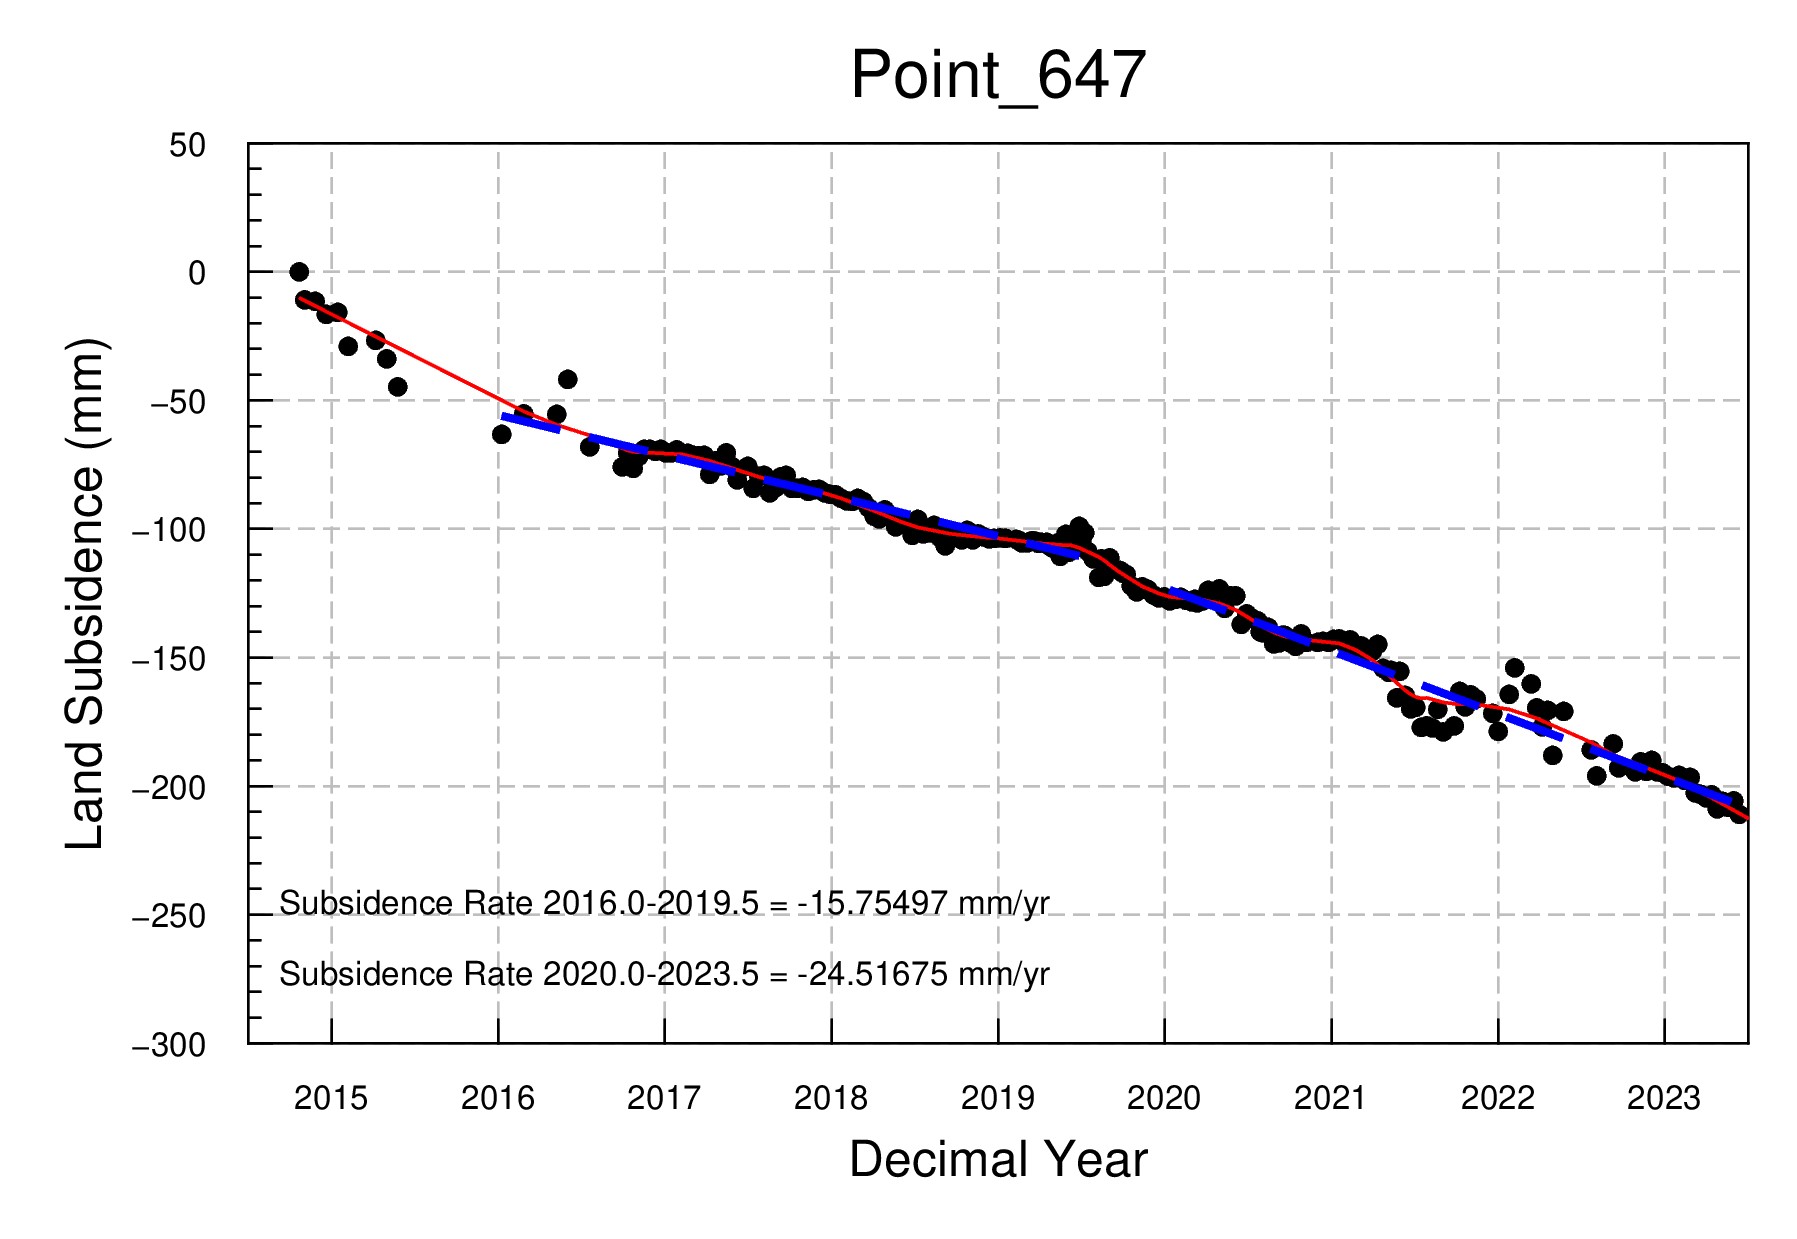 Point_647
50
0
−50
−100
−150
−200
−250
−300
Land Subsidence (mm)
Subsidence Rate 2016.0-2019.5 = -15.75497 mm/yr
Subsidence Rate 2020.0-2023.5 = -24.51675 mm/yr
2015 2016 2017 2018 2019 2020 2021 2022 2023
Decimal Year